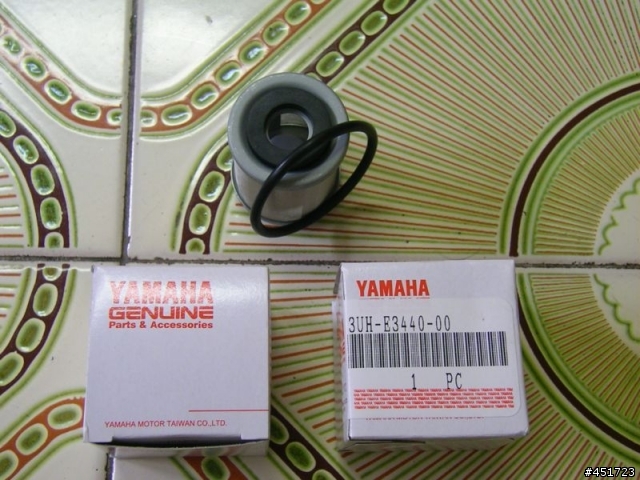 YAMAHA
GENUINE
Parts & Accessories
YAMAHA MOTOR TAIWAN CO.,LTD.
YAMAHA
3UH-E3440-00
1 PC
#451723